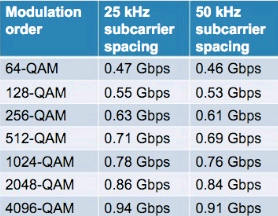 Modulation order 25 kHz subcarrier spacing 50 kHz subcarrier spacing
64-QAM 0.47 Gbps 0.46 Gbps
128-QAM 0.55 Gbps 0.53 Gbps
256-QAM 0.63 Gbps 0.61 Gbps
512-QAM 0.71 Gbps 0.69 Gbps
1024-QAM 0.78 Gbps 0.76 Gbps
2048-QAM 0.86 Gbps 0.84 Gbps
4096-QAM 0.94 Gbps 0.91 Gbps